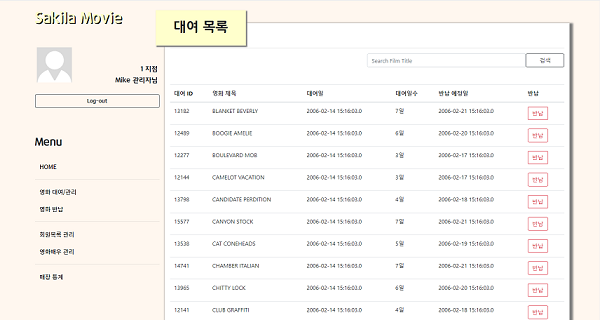 Sakila Movie
대여 목록
1 지점
Mike 관리자님
Log-out
Menu
HOME
영화 대여/관리
영화 반납
회원목록 관리
영화배우 관리
매장 통계
Search Film Title 검색
대여 ID 영화 제목 대여일 대여일수 반납 예정일 반납
13182 BLANKET BEVERLY 2006-02-14 15:16:03.0 7일 2006-02-21 15:16:03.0 반납
12489 BOOGIE AMELIE 2006-02-14 15:16:03.0 6일 2006-02-20 15:16:03.0 반납
12277 BOULEVARD MOB 2006-02-14 15:16:03.0 3일 2006-02-17 15:16:03.0 반납
12144 CAMELOT VACATION 2006-02-14 15:16:03.0 3일 2006-02-17 15:16:03.0 반납
13798 CANDIDATE PERDITION 2006-02-14 15:16:03.0 4일 2006-02-18 15:16:03.0 반납
15577 CANYON STOCK 2006-02-14 15:16:03.0 7일 2006-02-21 15:16:03.0 반납
13538 CAT CONEHEADS 2006-02-14 15:16:03.0 5일 2006-02-19 15:16:03.0 반납
14741 CHAMBER ITALIAN 2006-02-14 15:16:03.0 7일 2006-02-21 15:16:03.0 반납
13965 CHITTY LOCK 2006-02-14 15:16:03.0 6일 2006-02-20 15:16:03.0 반납
12141 CLUB GRAFFITI 2006-02-14 15:16:03.0 4일 2006-02-18 15:16:03.0 반납